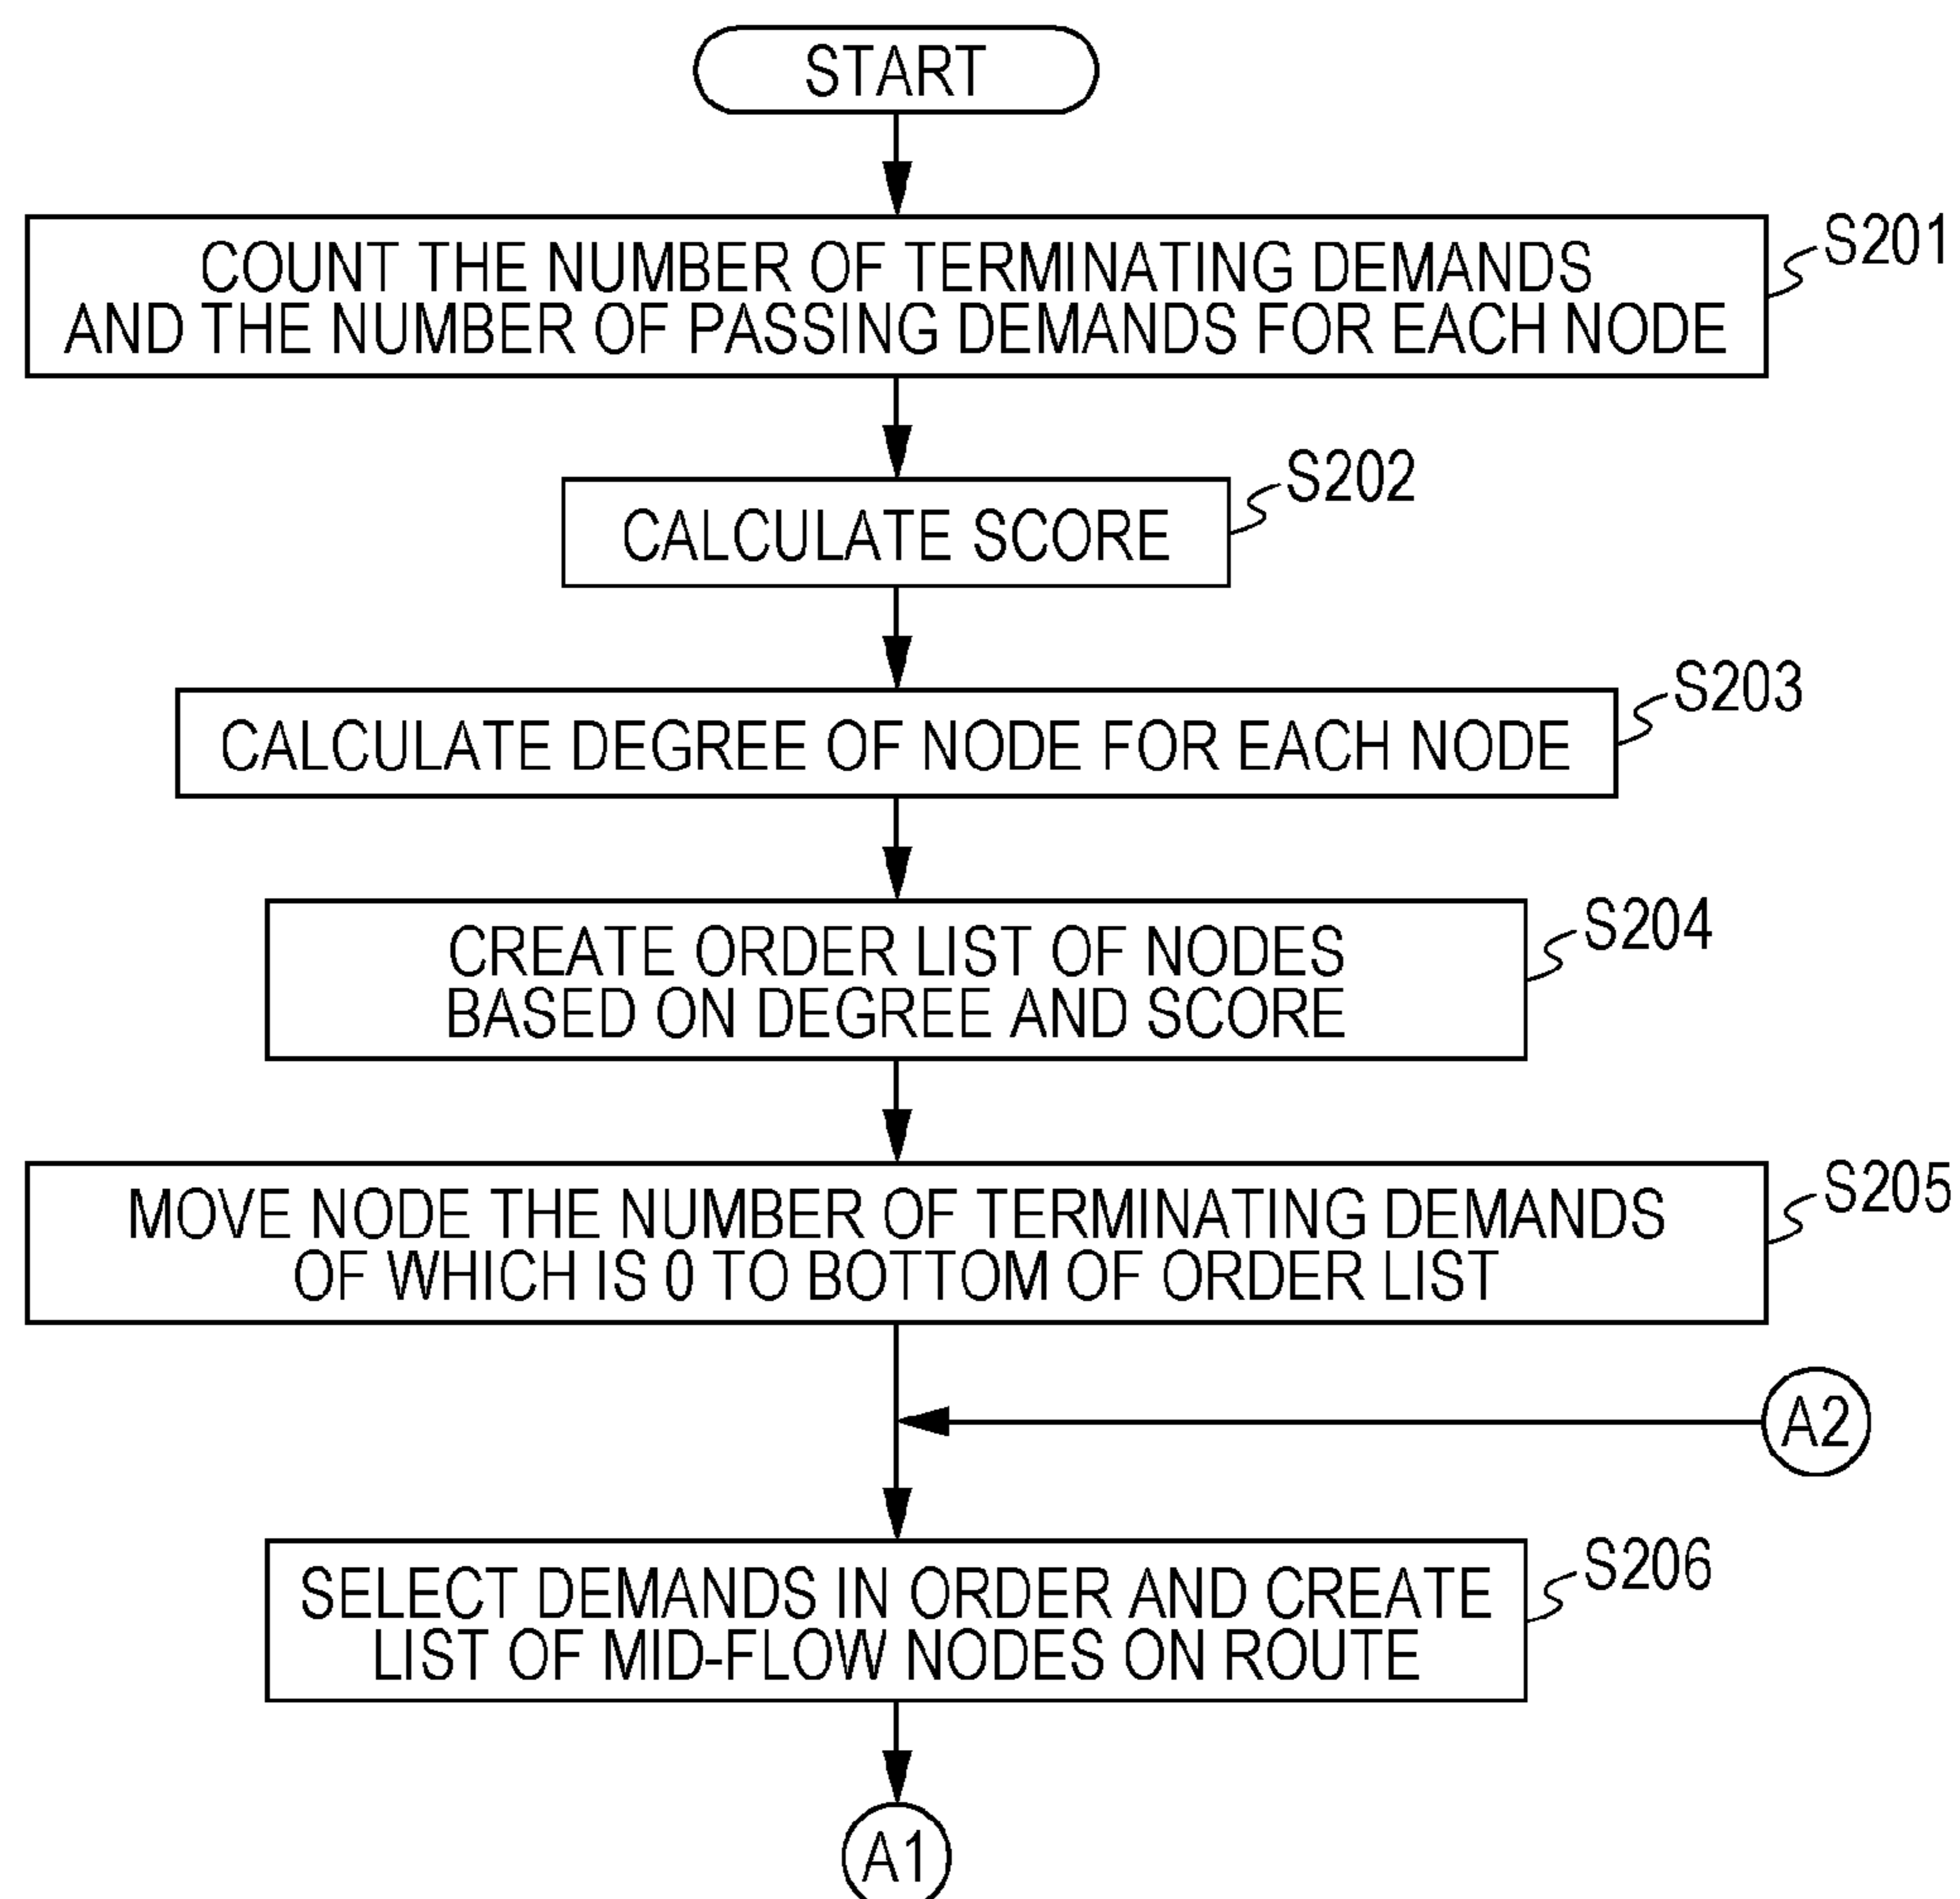 START
COUNT THE NUMBER OF TERMINATING DEMANDS
AND THE NUMBER OF PASSING DEMANDS FOR EACH NODE
S201
CALCULATE SCORE
S202
CALCULATE DEGREE OF NODE FOR EACH NODE
S203
CREATE ORDER LIST OF NODES
BASED ON DEGREE AND SCORE
S204
MOVE NODE THE NUMBER OF TERMINATING DEMANDS
OF WHICH IS 0 TO BOTTOM OF ORDER LIST
S205
A2
SELECT DEMANDS IN ORDER AND CREATE
LIST OF MID-FLOW NODES ON ROUTE
S206
A1